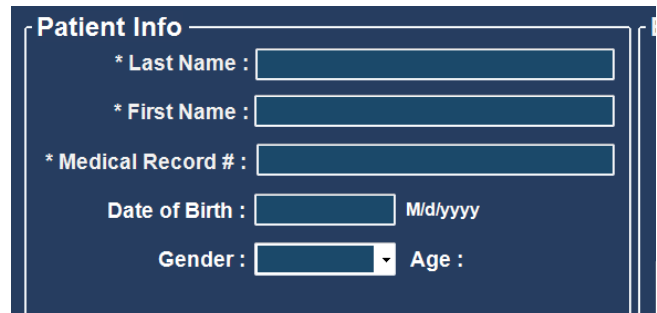 Patient Info
* Last Name :
* First Name :
* Medical Record # :
Date of Birth : M/d/yyyy
Gender : Age :